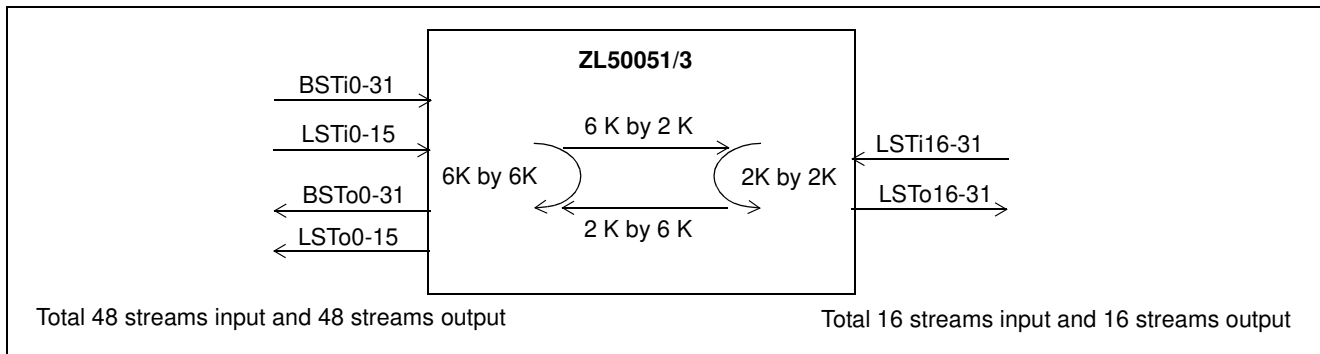 ZL50051/3
BSTi0-31
LSTi0-15
6 K by 2 K
LSTi16-31
6K by 6K
2K by 2K
BSTo0-31
LSTo16-31
2 K by 6 K
LSTo0-15
Total 48 streams input and 48 streams output
Total 16 streams input and 16 streams output